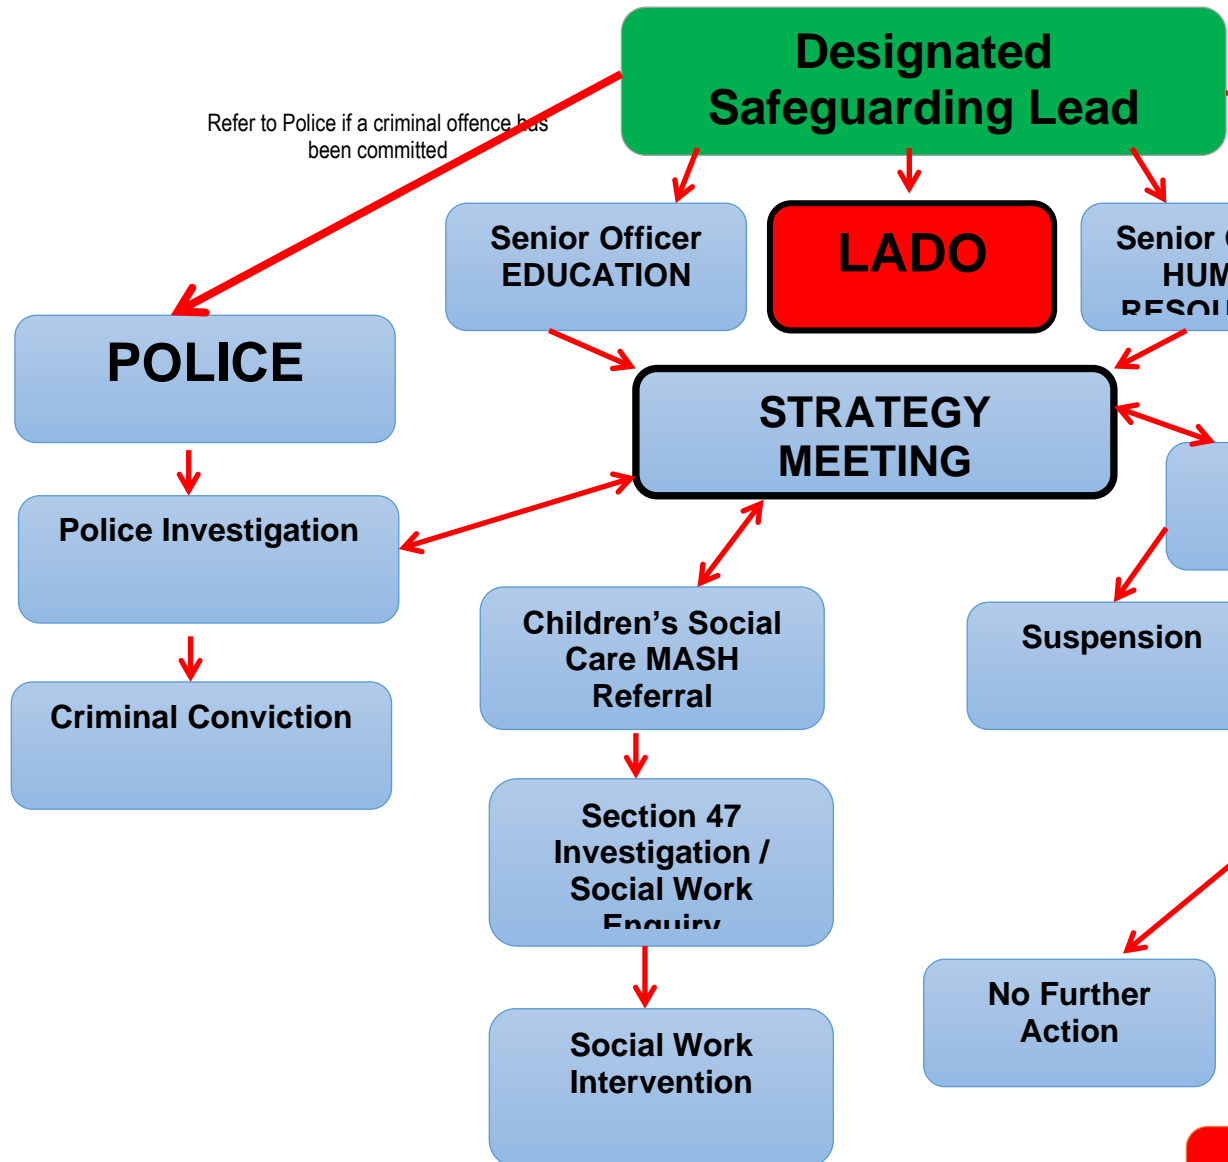 Designated
Safeguarding Lead
Refer to Police if a criminal offence has
been committed
Senior Officer
EDUCATION
LADO
Senior
POLICE
STRATEGY
MEETING
Police Investigation
Children’s Social
Care MASH
Referral
Suspension
Criminal Conviction
Section 47
Investigation /
Social Work
Enquiry
No Further
Action
Social Work
Intervention